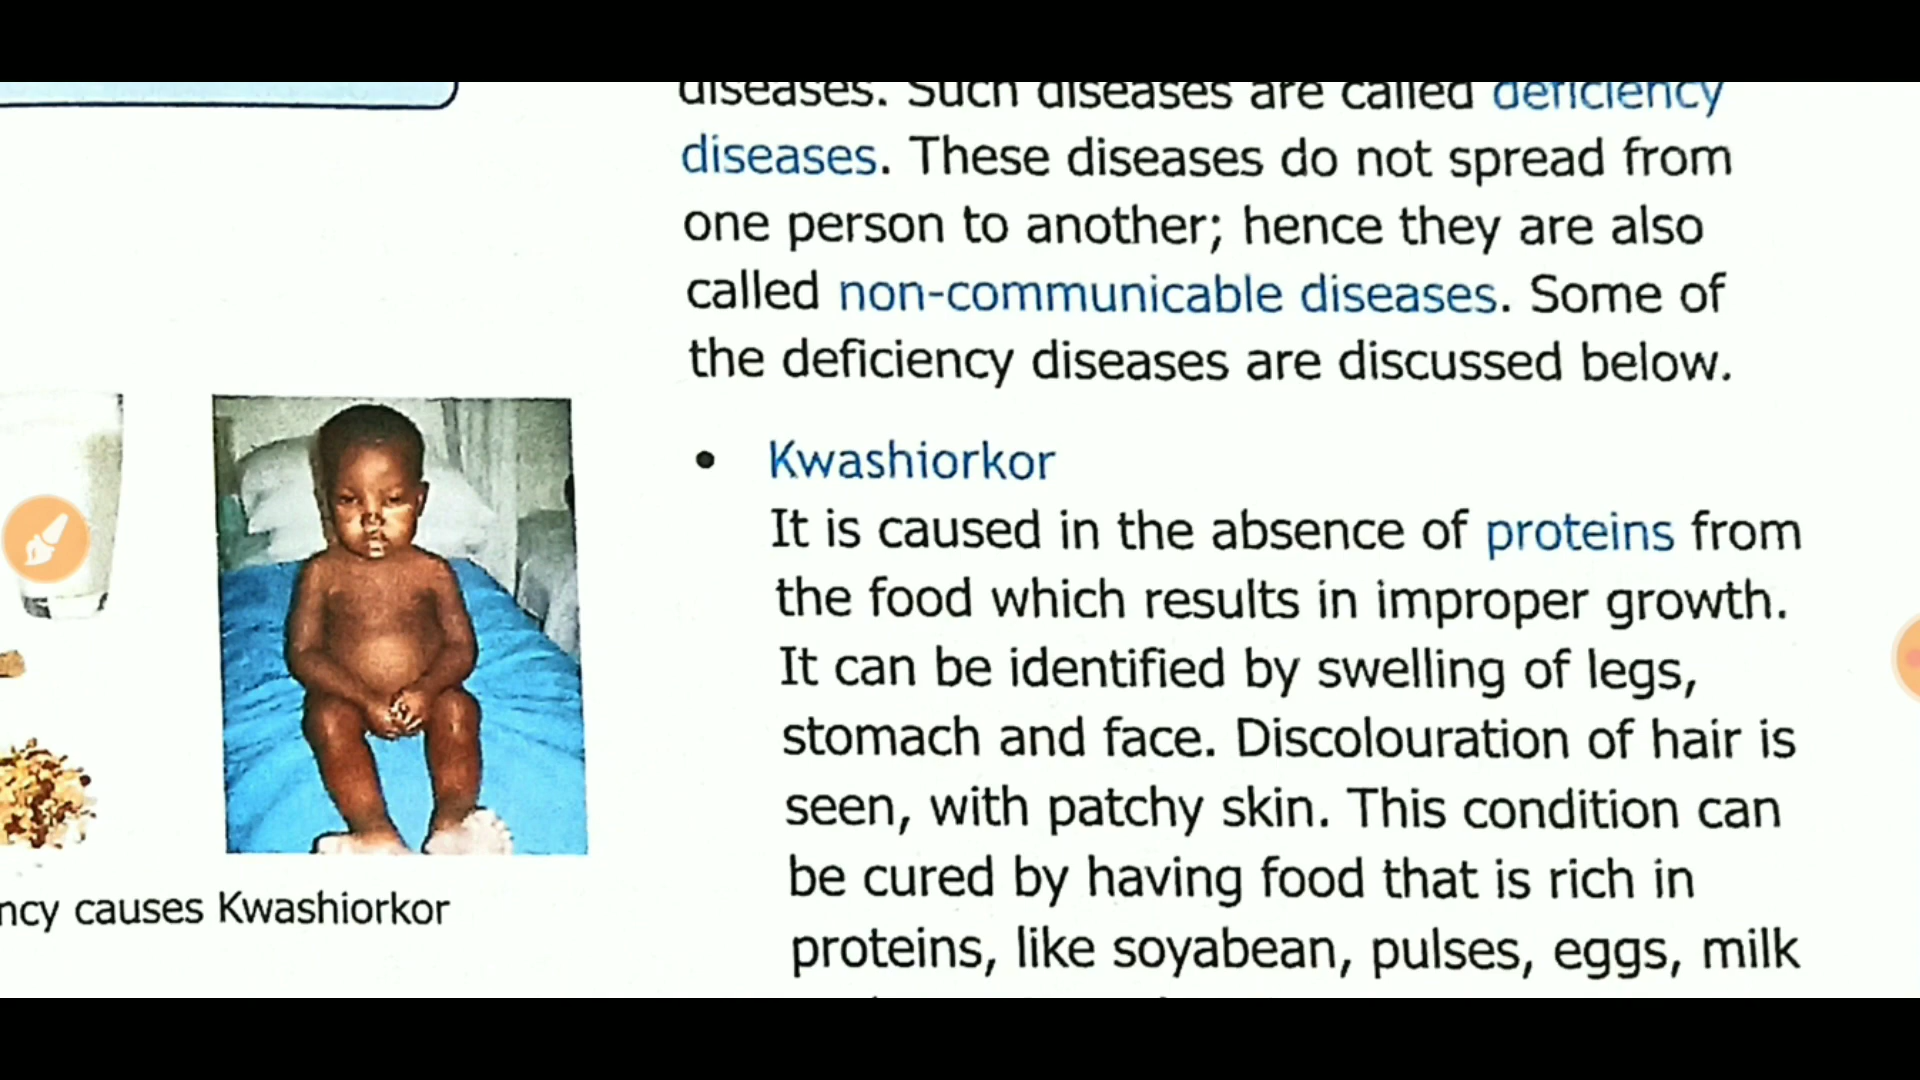 diseases. Such diseases are called deficiency
diseases. These diseases do not spread from
one person to another; hence they are also
called non-communicable diseases. Some of
the deficiency diseases are discussed below.
• Kwashiorkor
It is caused in the absence of proteins from
the food which results in improper growth.
It can be identified by swelling of legs,
stomach and face. Discolouration of hair is
seen, with patchy skin. This condition can
be cured by having food that is rich in
proteins, like soyabean, pulses, eggs, milk
ncy causes Kwashiorkor